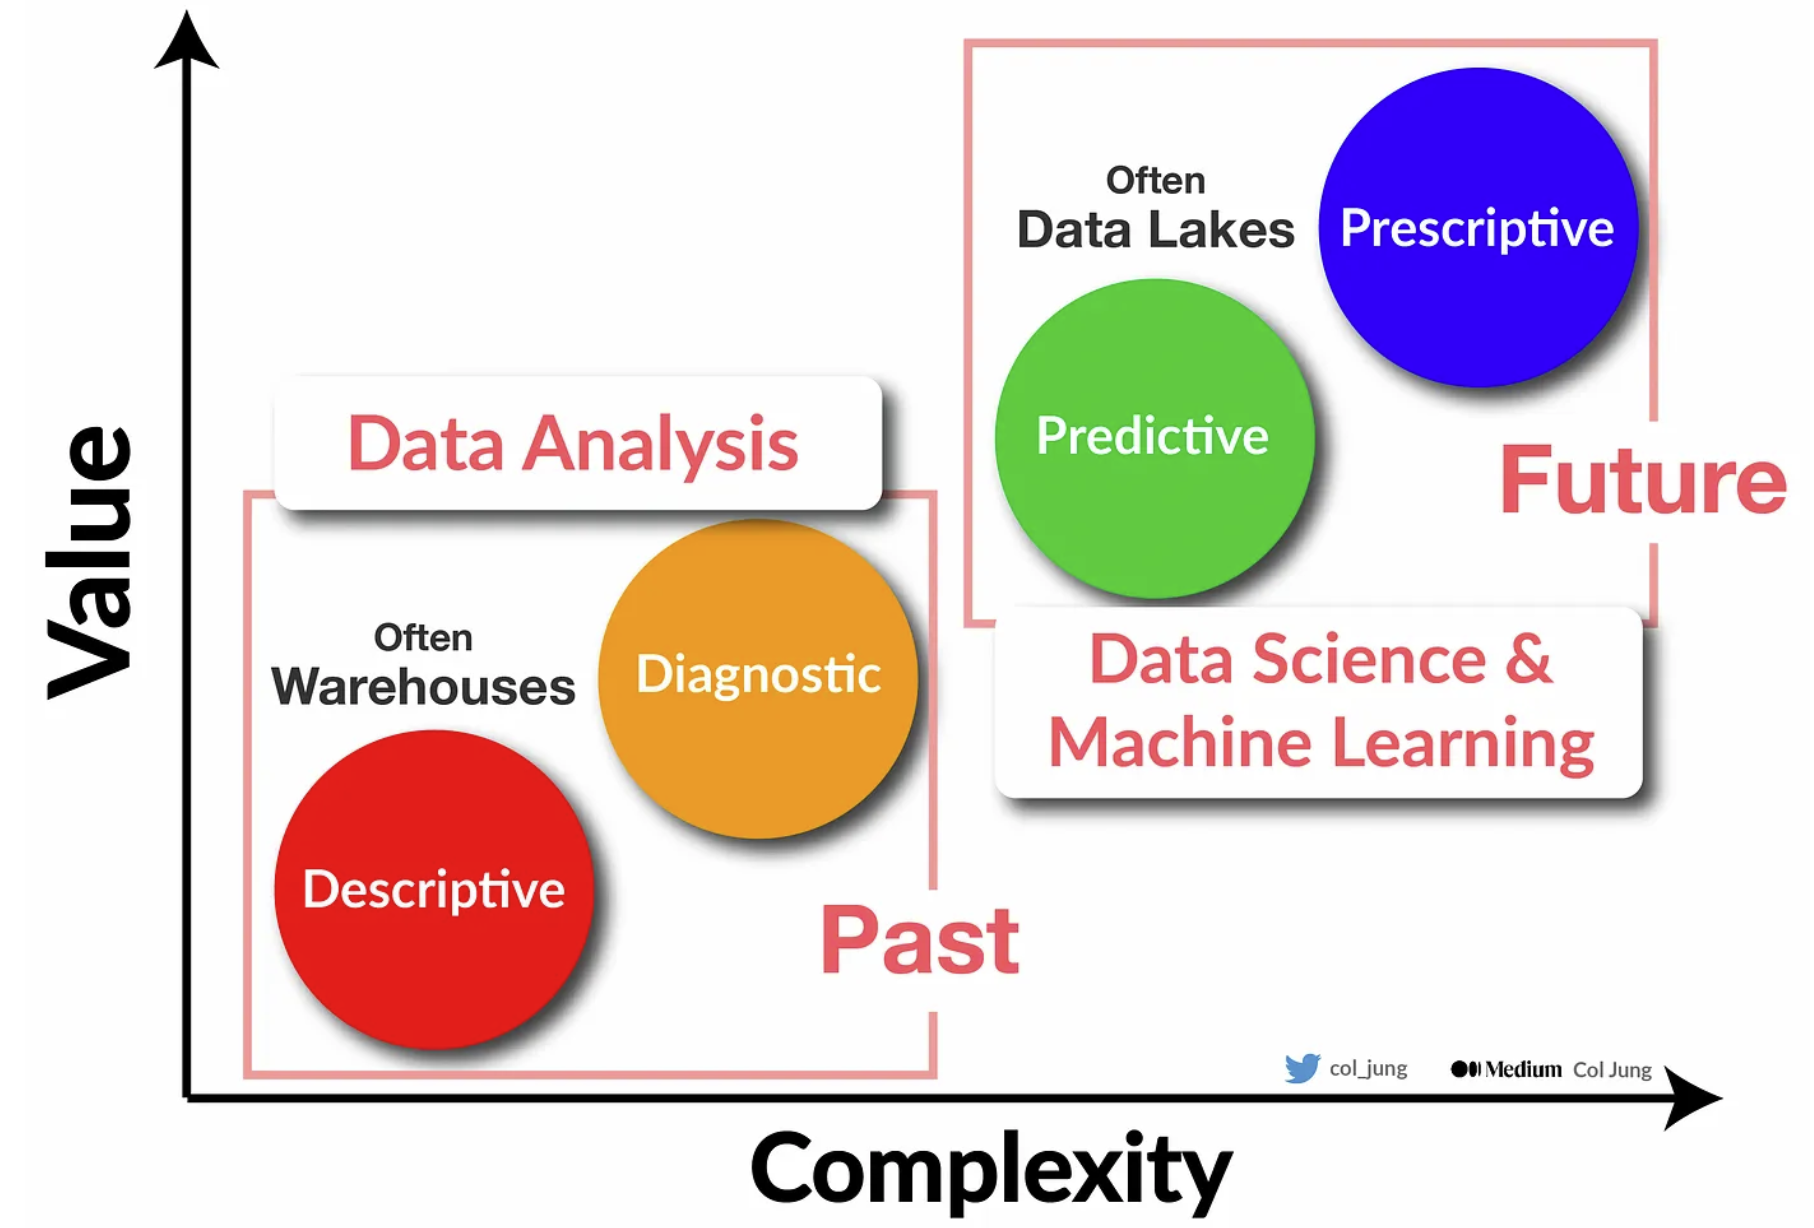 Value
Often
Data Lakes
Prescriptive
Predictive
Future
Data Science &
Machine Learning
Data Analysis
Often
Warehouses
Diagnostic
Descriptive
Past
col_jung
Medium Col Jung
Complexity